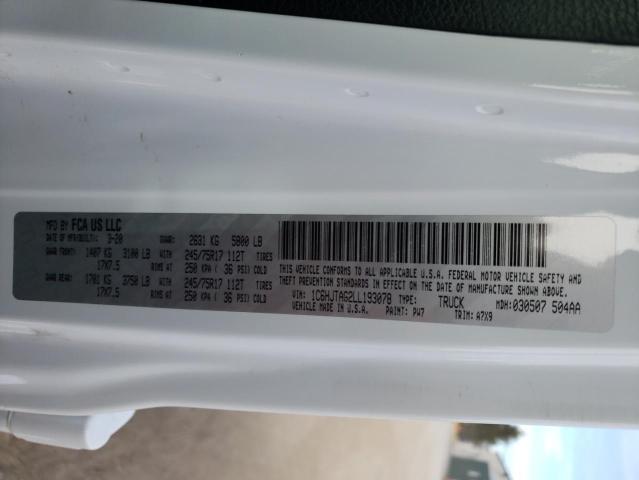 MFD BY FCA US LLC
DATE OF MFR/BUILT: 3-20 GVWR: 2631 KG 5800 LB
GAWR FRONT: 1407 KG 3100 LB WITH 245/75R17 112T TIRES
17X7.5 RIMS AT 250 KPA ( 36 PSI) COLD
GAWR REAR: 1701 KG 3750 LB WITH 245/75R17 112T TIRES
17X7.5 RIMS AT 250 KPA ( 36 PSI) COLD
THIS VEHICLE CONFORMS TO ALL APPLICABLE U.S.A. FEDERAL MOTOR VEHICLE SAFETY, BUMPER AND
THEFT PREVENTION STANDARDS IN EFFECT ON THE DATE OF MANUFACTURE SHOWN ABOVE.
VIN: 1C6HJTAG2LL193078 TYPE: TRUCK MDH: 030507 504AA
VEHICLE MADE IN U.S.A. PAINT: PW7 TRIM: A7X9